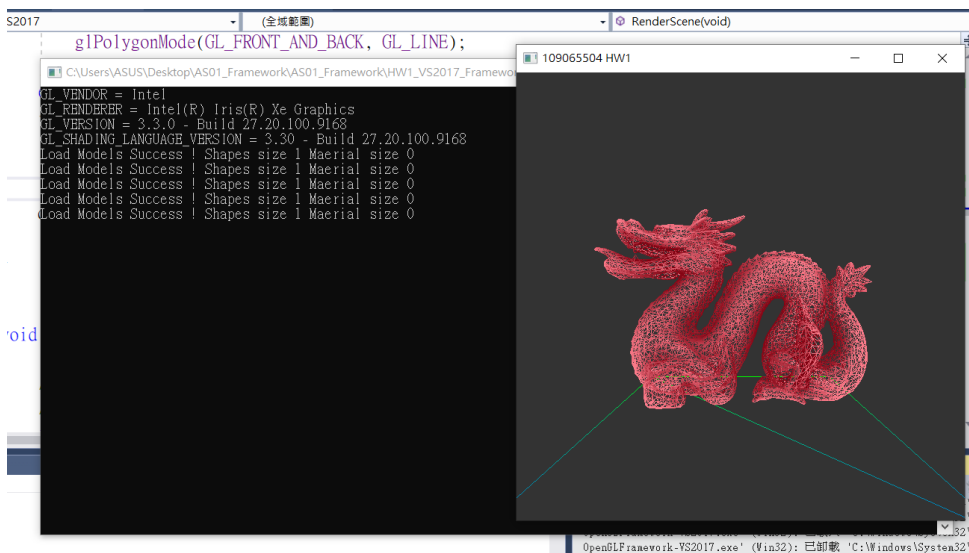 S2017
(全域範圍)
RenderScene(void)
glPolygonMode(GL_FRONT_AND_BACK, GL_LINE);
C:\Users\ASUS\Desktop\AS01_Framework\AS01_Framework\HW1_VS2017_Framewo
109065504 HW1
GL_VENDOR = Intel
GL_RENDERER = Intel(R) Iris(R) Xe Graphics
GL_VERSION = 3.3.0 - Build 27.20.100.9168
GL_SHADING_LANGUAGE_VERSION = 3.30 - Build 27.20.100.9168
Load Models Success ! Shapes size 1 Maerial size 0
Load Models Success ! Shapes size 1 Maerial size 0
Load Models Success ! Shapes size 1 Maerial size 0
Load Models Success ! Shapes size 1 Maerial size 0
Load Models Success ! Shapes size 1 Maerial size 0
void
OpenGLFramework-VS2017.exe' (Win32): 已卸載 'C:\Windows\System32'